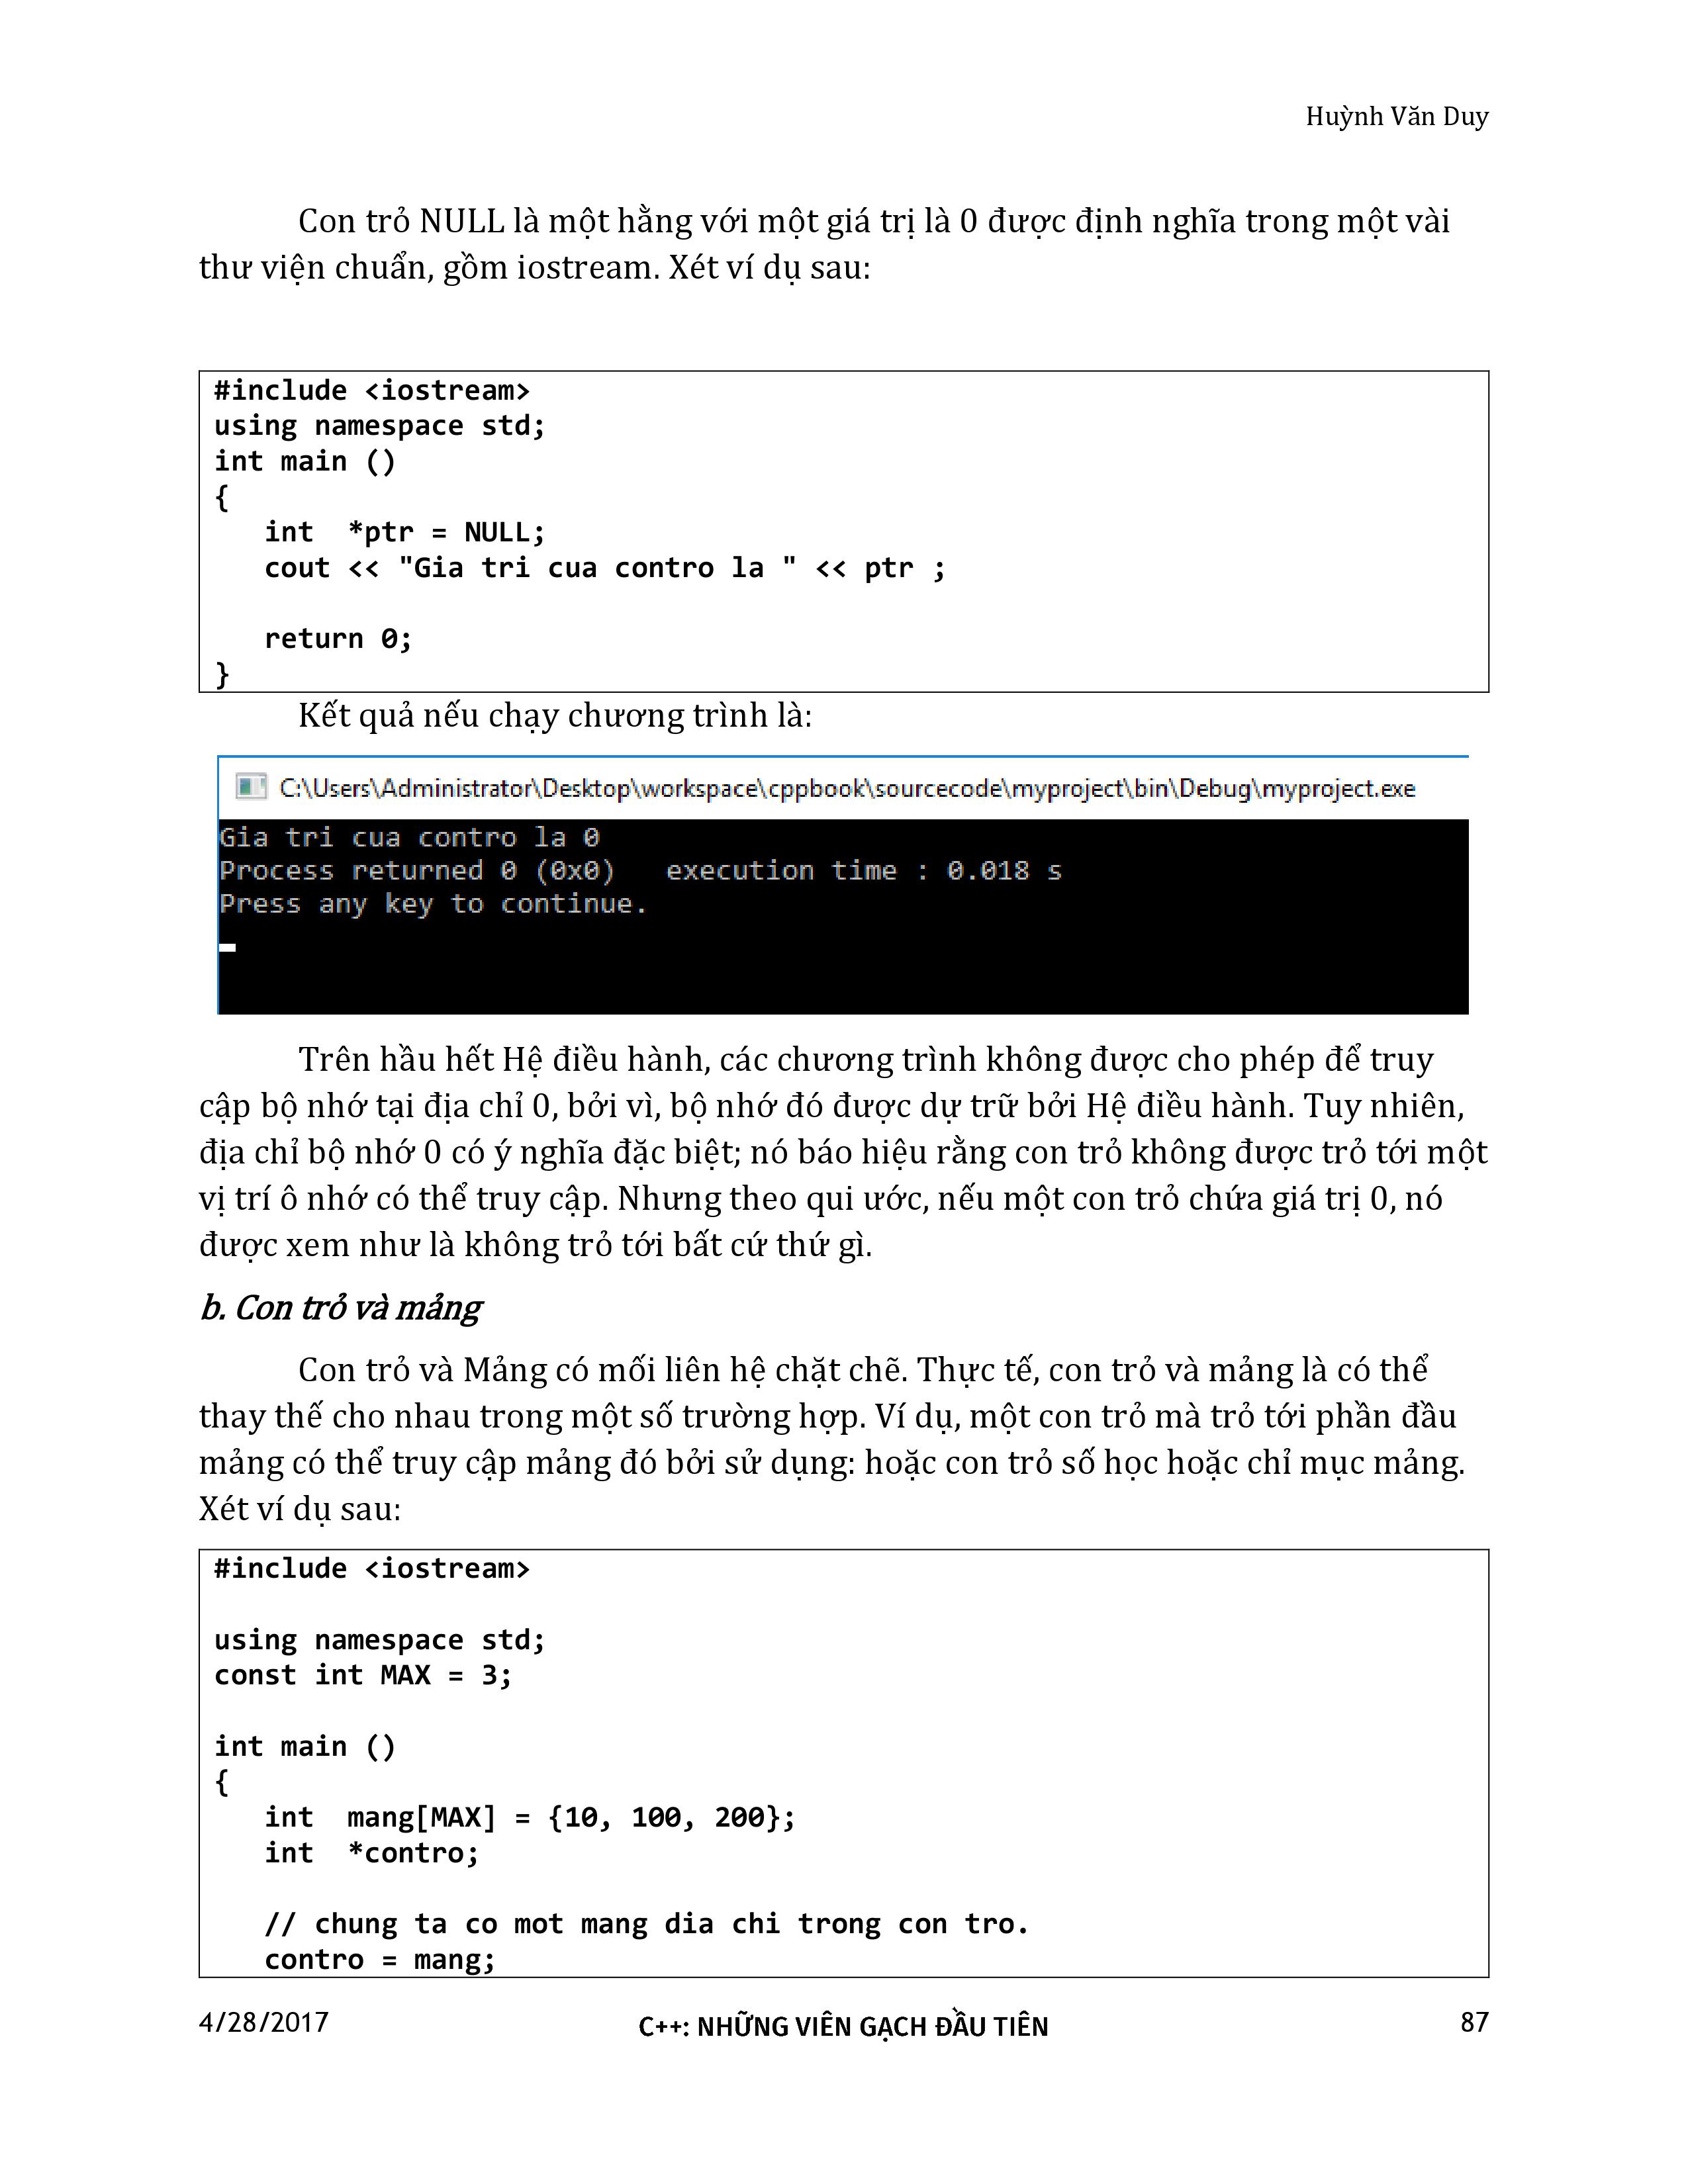 Huỳnh Văn Duy
Con trỏ NULL là một hằng với một giá trị là 0 được định nghĩa trong một vài
thư viện chuẩn, gồm iostream. Xét ví dụ sau:
#include <iostream>
using namespace std;
int main ()
{
   int  *ptr = NULL;
   cout << "Gia tri cua contro la " << ptr ;
   return 0;
}
Kết quả nếu chạy chương trình là:
C:\Users\Administrator\Desktop\workspace\cppbook\sourcecode\myproject\bin\Debug\myproject.exe
Gia tri cua contro la 0
Process returned 0 (0x0)   execution time : 0.018 s
Press any key to continue.
Trên hầu hết Hệ điều hành, các chương trình không được cho phép để truy
cập bộ nhớ tại địa chỉ 0, bởi vì, bộ nhớ đó được dự trữ bởi Hệ điều hành. Tuy nhiên,
địa chỉ bộ nhớ 0 có ý nghĩa đặc biệt; nó báo hiệu rằng con trỏ không được trỏ tới một
vị trí ô nhớ có thể truy cập. Nhưng theo qui ước, nếu một con trỏ chứa giá trị 0, nó
được xem như là không trỏ tới bất cứ thứ gì.
b. Con trỏ và mảng
Con trỏ và Mảng có mối liên hệ chặt chẽ. Thực tế, con trỏ và mảng là có thể
thay thế cho nhau trong một số trường hợp. Ví dụ, một con trỏ mà trỏ tới phần đầu
mảng có thể truy cập mảng đó bởi sử dụng: hoặc con trỏ số học hoặc chỉ mục mảng.
Xét ví dụ sau:
#include <iostream>
using namespace std;
const int MAX = 3;
int main ()
{
   int  mang[MAX] = {10, 100, 200};
   int  *contro;
   // chung ta co mot mang dia chi trong con tro.
   contro = mang;
4/28/2017 C++: NHỮNG VIÊN GẠCH ĐẦU TIÊN 87